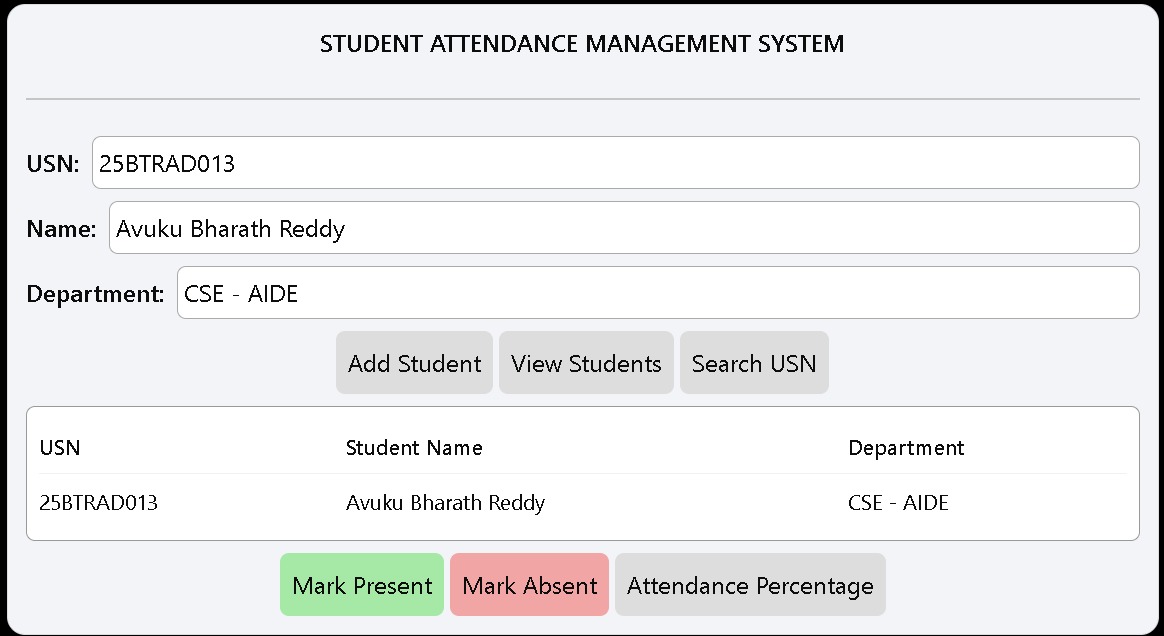 STUDENT ATTENDANCE MANAGEMENT SYSTEM
USN: 25BTRAD013
Name: Avuku Bharath Reddy
Department: CSE - AIDE
Add Student View Students Search USN
USN Student Name Department
25BTRAD013 Avuku Bharath Reddy CSE - AIDE
Mark Present Mark Absent Attendance Percentage